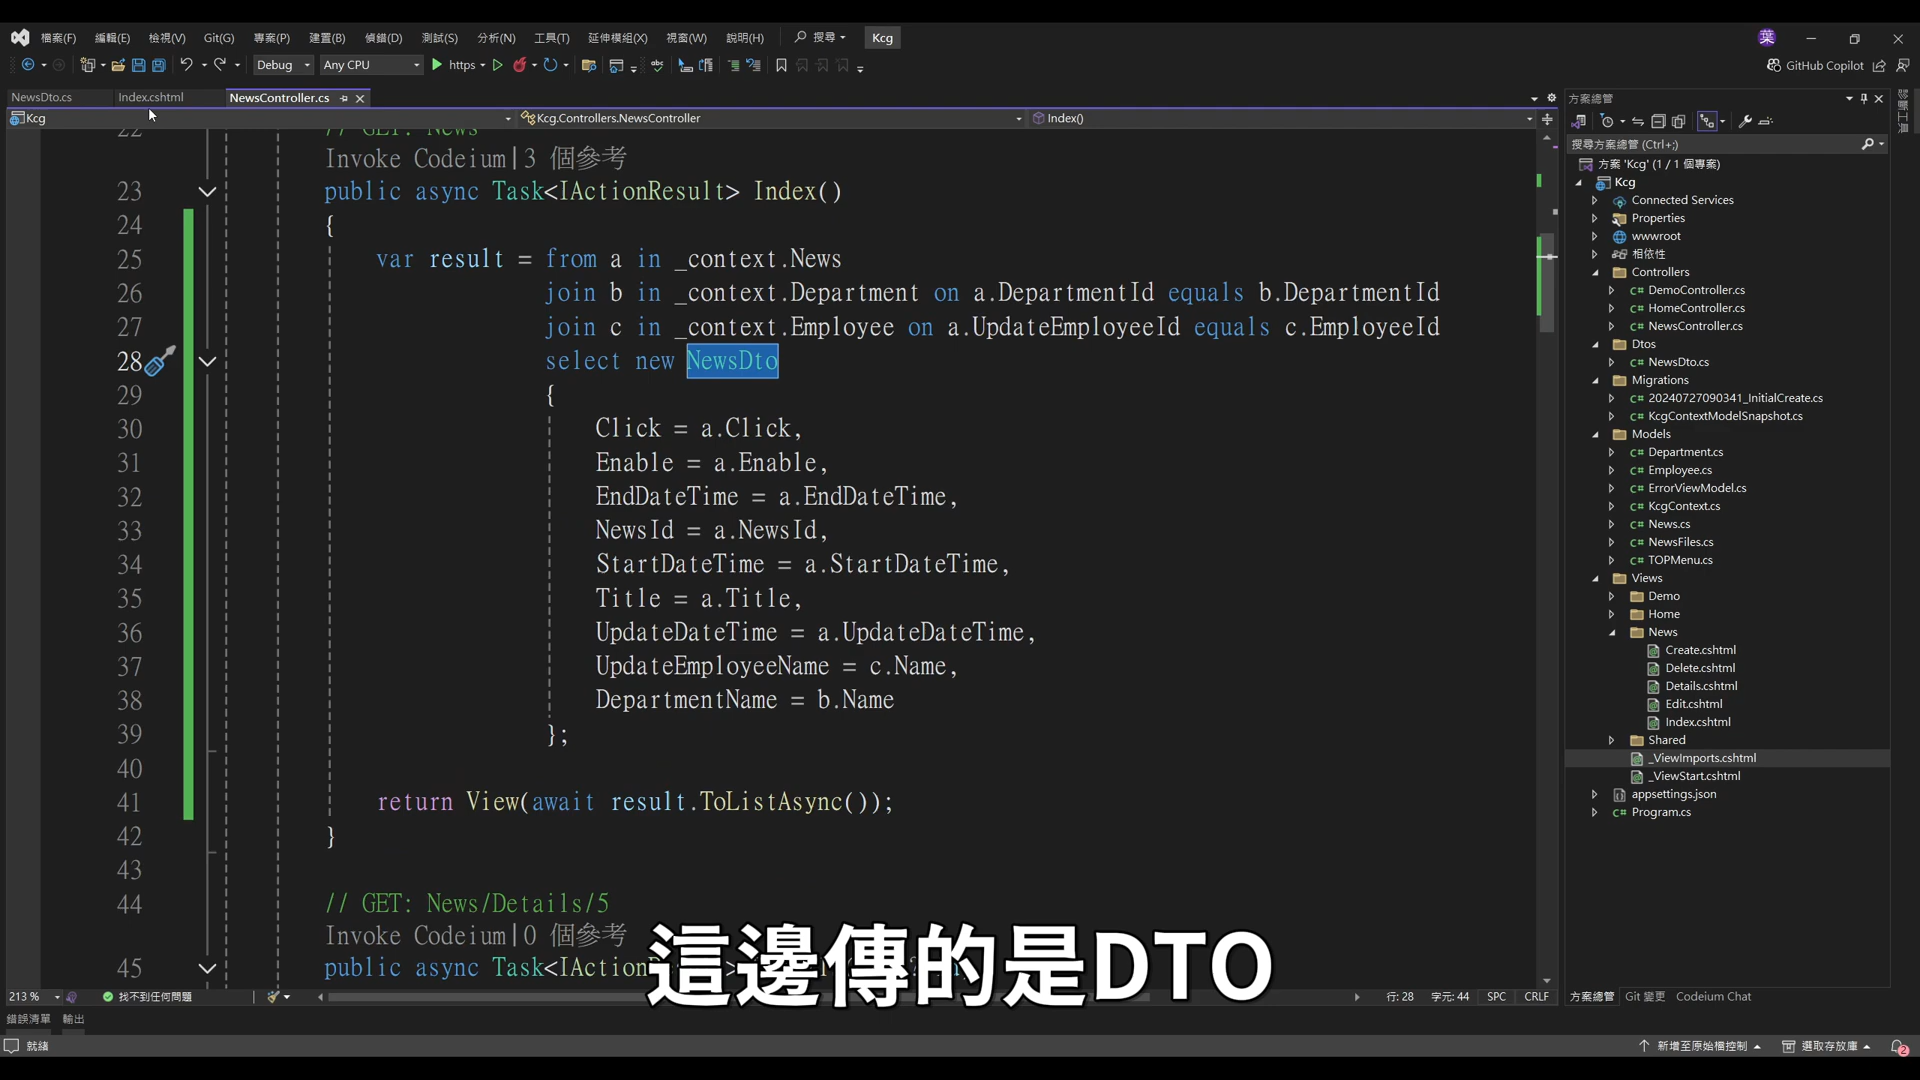 檔案(F) 編輯(E) 檢視(V) Git(G) 專案(P) 建置(B) 偵錯(D) 測試(S) 分析(N) 工具(T) 延伸模組(X) 視窗(W) 說明(H) 搜尋 Kcg 葉
Debug Any CPU https GitHub Copilot
NewsDto.cs Index.cshtml NewsController.cs
Kcg Kcg.Controllers.NewsController Index()
22 // GET: News
Invoke Codeium|3 個參考
23 public async Task<IActionResult> Index()
24 {
25 var result = from a in _context.News
26 join b in _context.Department on a.DepartmentId equals b.DepartmentId
27 join c in _context.Employee on a.UpdateEmployeeId equals c.EmployeeId
28 select new NewsDto
29 {
30 Click = a.Click,
31 Enable = a.Enable,
32 EndDateTime = a.EndDateTime,
33 NewsId = a.NewsId,
34 StartDateTime = a.StartDateTime,
35 Title = a.Title,
36 UpdateDateTime = a.UpdateDateTime,
37 UpdateEmployeeName = c.Name,
38 DepartmentName = b.Name
39 };
40
41 return View(await result.ToListAsync());
42 }
43
44 // GET: News/Details/5
Invoke Codeium|0 個參考
45 public async Task<IAction
這邊傳的是DTO
213 % 找不到任何問題 行: 28 字元: 44 SPC CRLF
錯誤清單 輸出
就緒 新增至原始檔控制 選取存放庫 2
方案總管
搜尋方案總管 (Ctrl+;)
方案 'Kcg' (1 / 1 個專案)
Kcg
Connected Services
Properties
wwwroot
相依性
Controllers
C# DemoController.cs
C# HomeController.cs
C# NewsController.cs
Dtos
C# NewsDto.cs
Migrations
C# 20240727090341_InitialCreate.cs
C# KcgContextModelSnapshot.cs
Models
C# Department.cs
C# Employee.cs
C# ErrorViewModel.cs
C# KcgContext.cs
C# News.cs
C# NewsFiles.cs
C# TOPMenu.cs
Views
Demo
Home
News
Create.cshtml
Delete.cshtml
Details.cshtml
Edit.cshtml
Index.cshtml
Shared
_ViewImports.cshtml
_ViewStart.cshtml
appsettings.json
C# Program.cs
方案總管 Git 變更 Codeium Chat
診斷工具